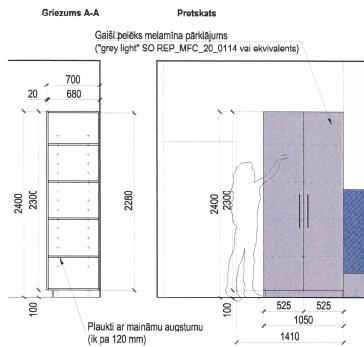 Griezums A-A
Pretskats
Gaiši pelēks melamīna pārklājums
("grey light" SO REP_MFC_20_0114 vai ekvivalents)
700
20
680
2400
2300
2280
100
2400
2300
100
Plaukti ar maināmu augstumu
(ik pa 120 mm)
525
525
1050
1410